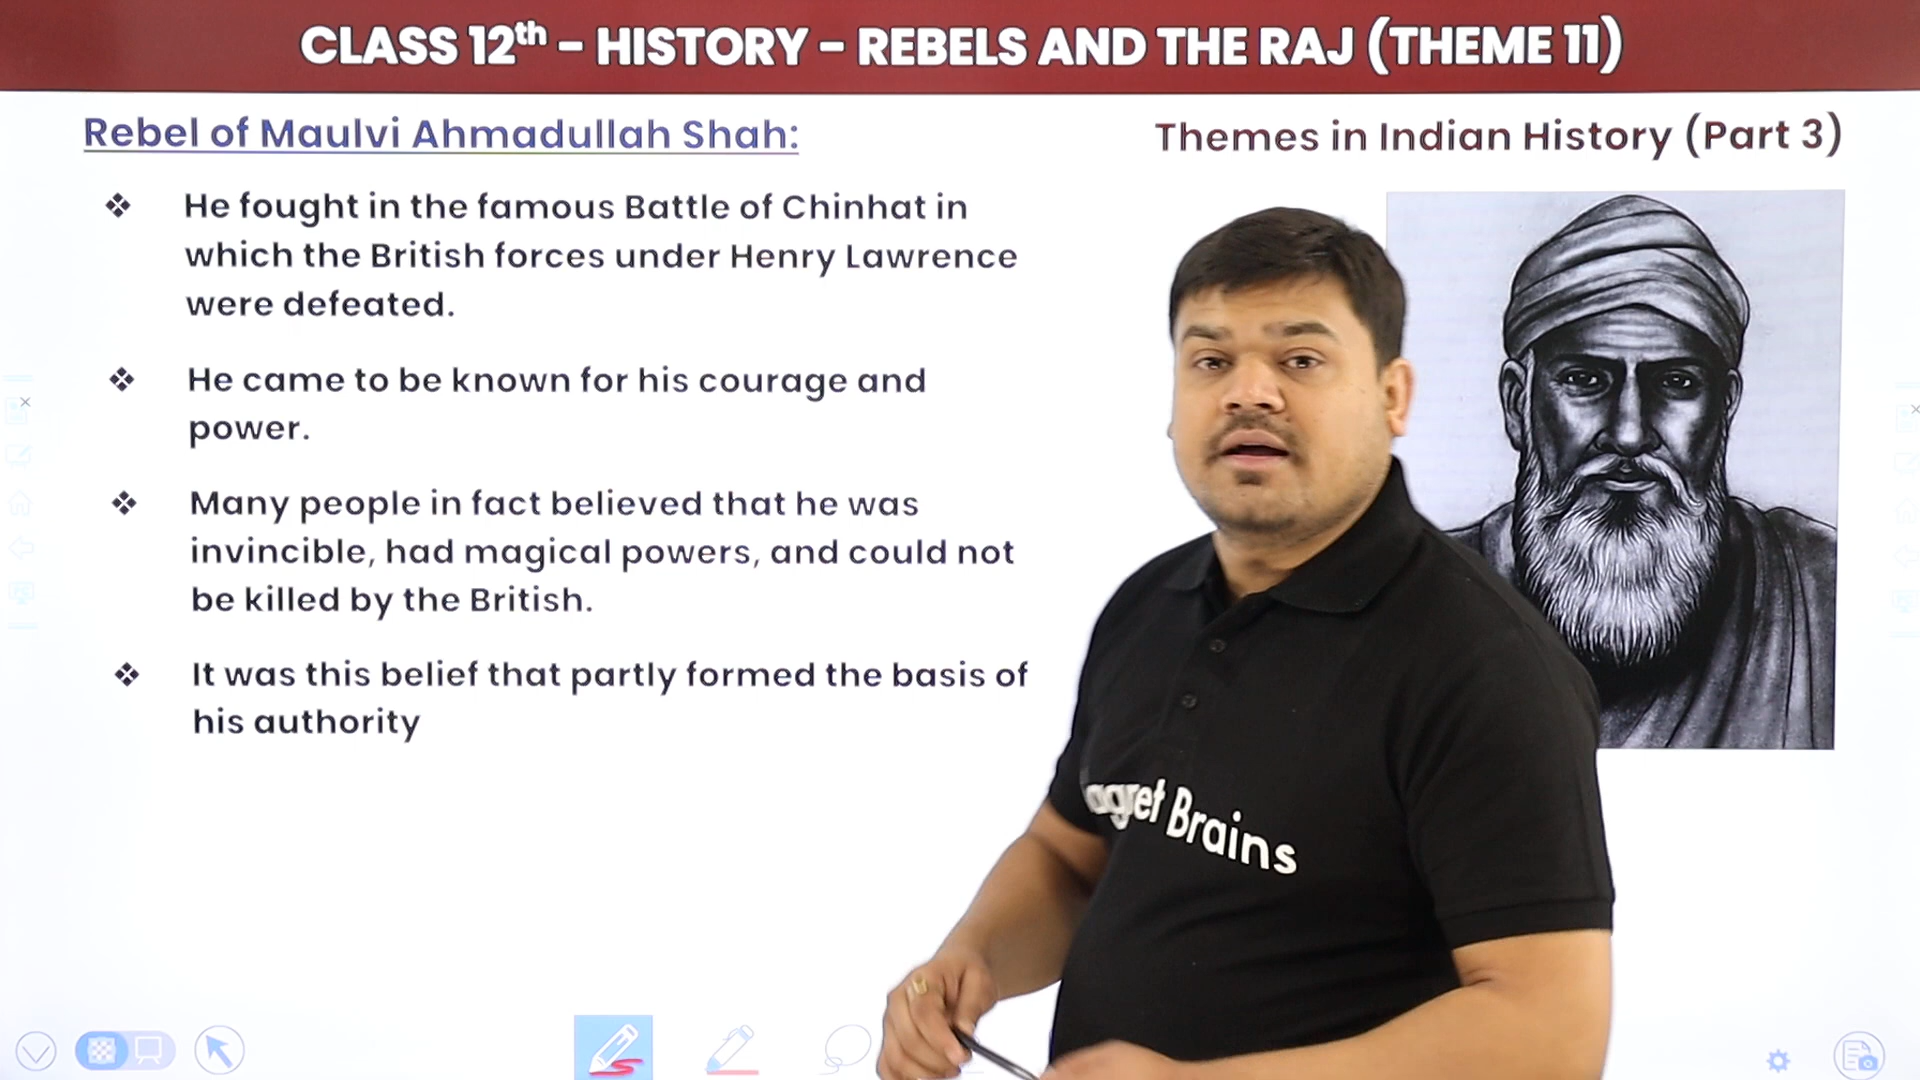 CLASS 12th – HISTORY – REBELS AND THE RAJ (THEME 11)
Rebel of Maulvi Ahmadullah Shah:
Themes in Indian History (Part 3)
❖ He fought in the famous Battle of Chinhat in
which the British forces under Henry Lawrence
were defeated.
❖ He came to be known for his courage and
power.
❖ Many people in fact believed that he was
invincible, had magical powers, and could not
be killed by the British.
❖ It was this belief that partly formed the basis of
his authority
agnet Brains